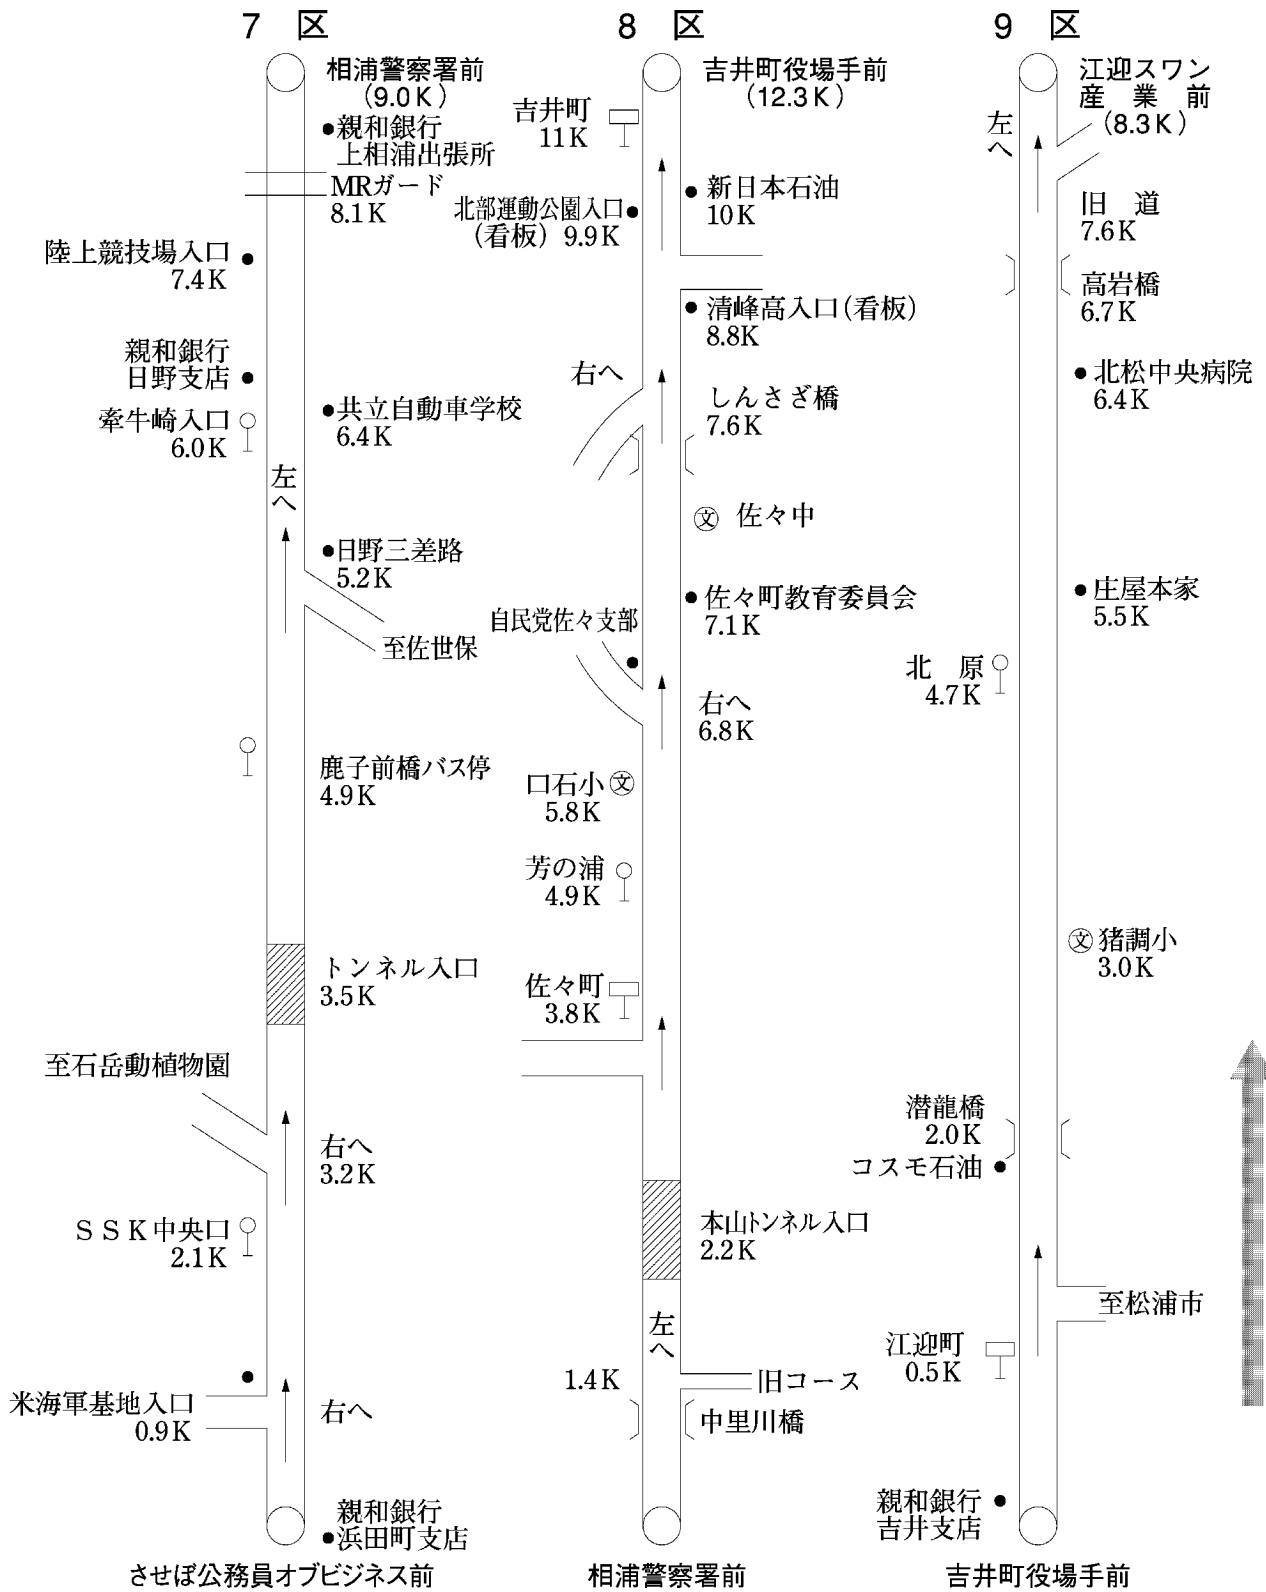 7 区
相浦警察署前
（9.0K）
親和銀行
上相浦出張所
MRガード
8.1K
陸上競技場入口
7.4K
親和銀行
日野支店
共立自動車学校
6.4K
牽牛崎入口
6.0K
左へ
日野三差路
5.2K
至佐世保
鹿子前橋バス停
4.9K
トンネル入口
3.5K
至石岳動植物園
右へ
3.2K
ＳＳＫ中央口
2.1K
米海軍基地入口
0.9K
右へ
親和銀行
浜田町支店
させぼ公務員オブビジネス前
8 区
吉井町役場手前
（12.3K）
吉井町
11K
新日本石油
10K
北部運動公園入口
（看板）9.9K
清峰高入口（看板）
8.8K
右へ
しんさざ橋
7.6K
文 佐々中
佐々町教育委員会
7.1K
自民党佐々支部
右へ
6.8K
口石小 文
5.8K
芳の浦
4.9K
佐々町
3.8K
本山トンネル入口
2.2K
左へ
1.4K
旧コース
中里川橋
相浦警察署前
9 区
江迎スワン
産業前
（8.3K）
左へ
旧道
7.6K
高岩橋
6.7K
北松中央病院
6.4K
庄屋本家
5.5K
北原
4.7K
文 猪調小
3.0K
潜龍橋
2.0K
コスモ石油
至松浦市
江迎町
0.5K
親和銀行
吉井支店
吉井町役場手前